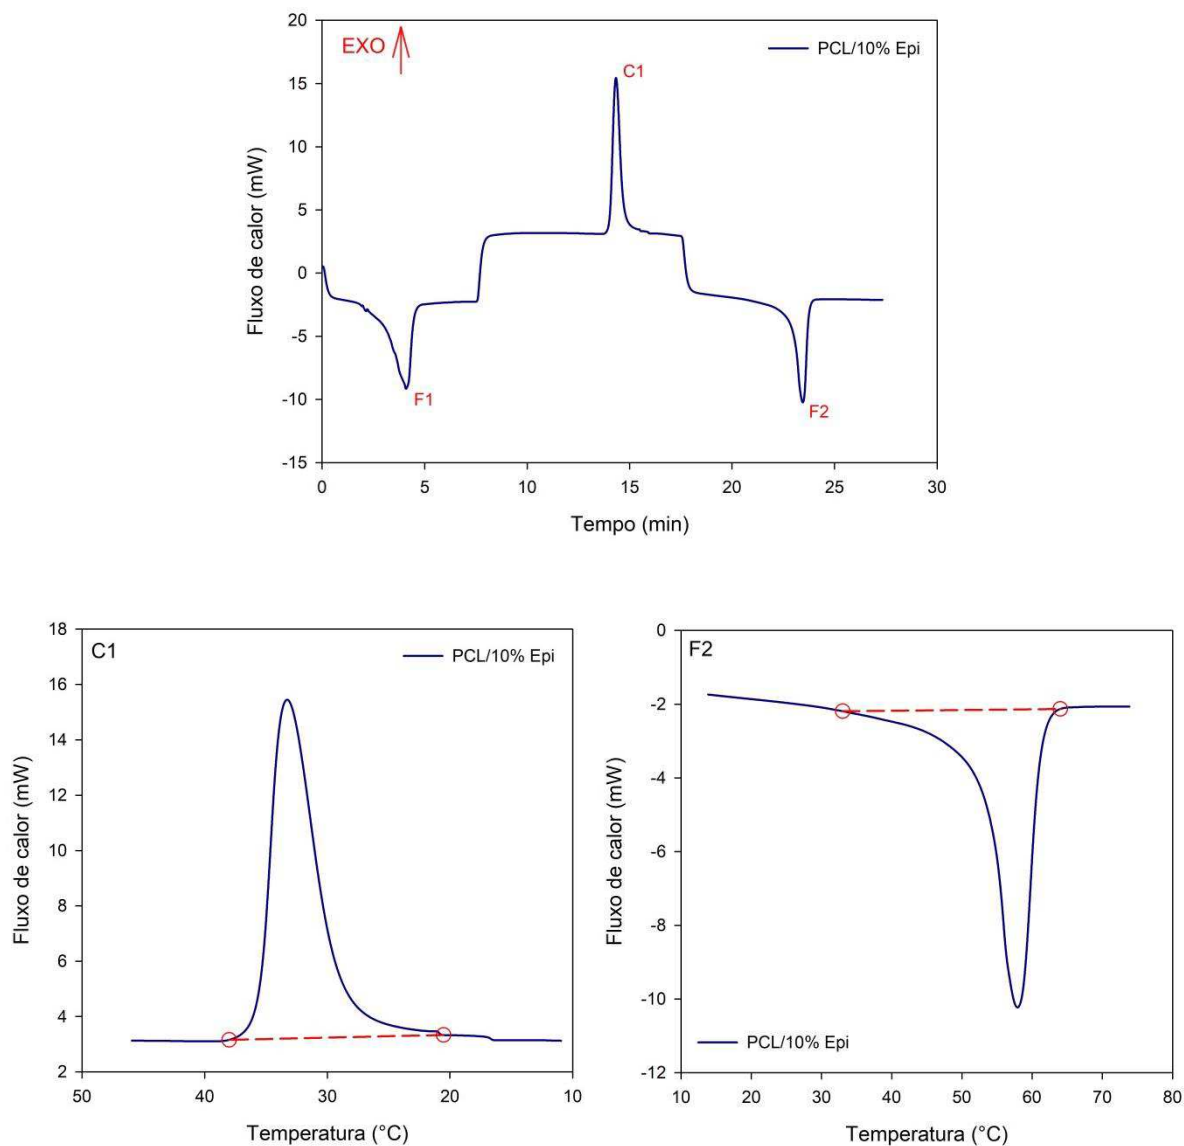 20
15
10
5
0
-5
-10
-15
Fluxo de calor (mW)
EXO
PCL/10% Epi
C1
F1
F2
0
5
10
15
20
25
30
Tempo (min)
18
16
14
12
10
8
6
4
2
Fluxo de calor (mW)
C1
PCL/10% Epi
50
40
30
20
10
Temperatura (°C)
0
-2
-4
-6
-8
-10
-12
Fluxo de calor (mW)
F2
PCL/10% Epi
10
20
30
40
50
60
70
80
Temperatura (°C)